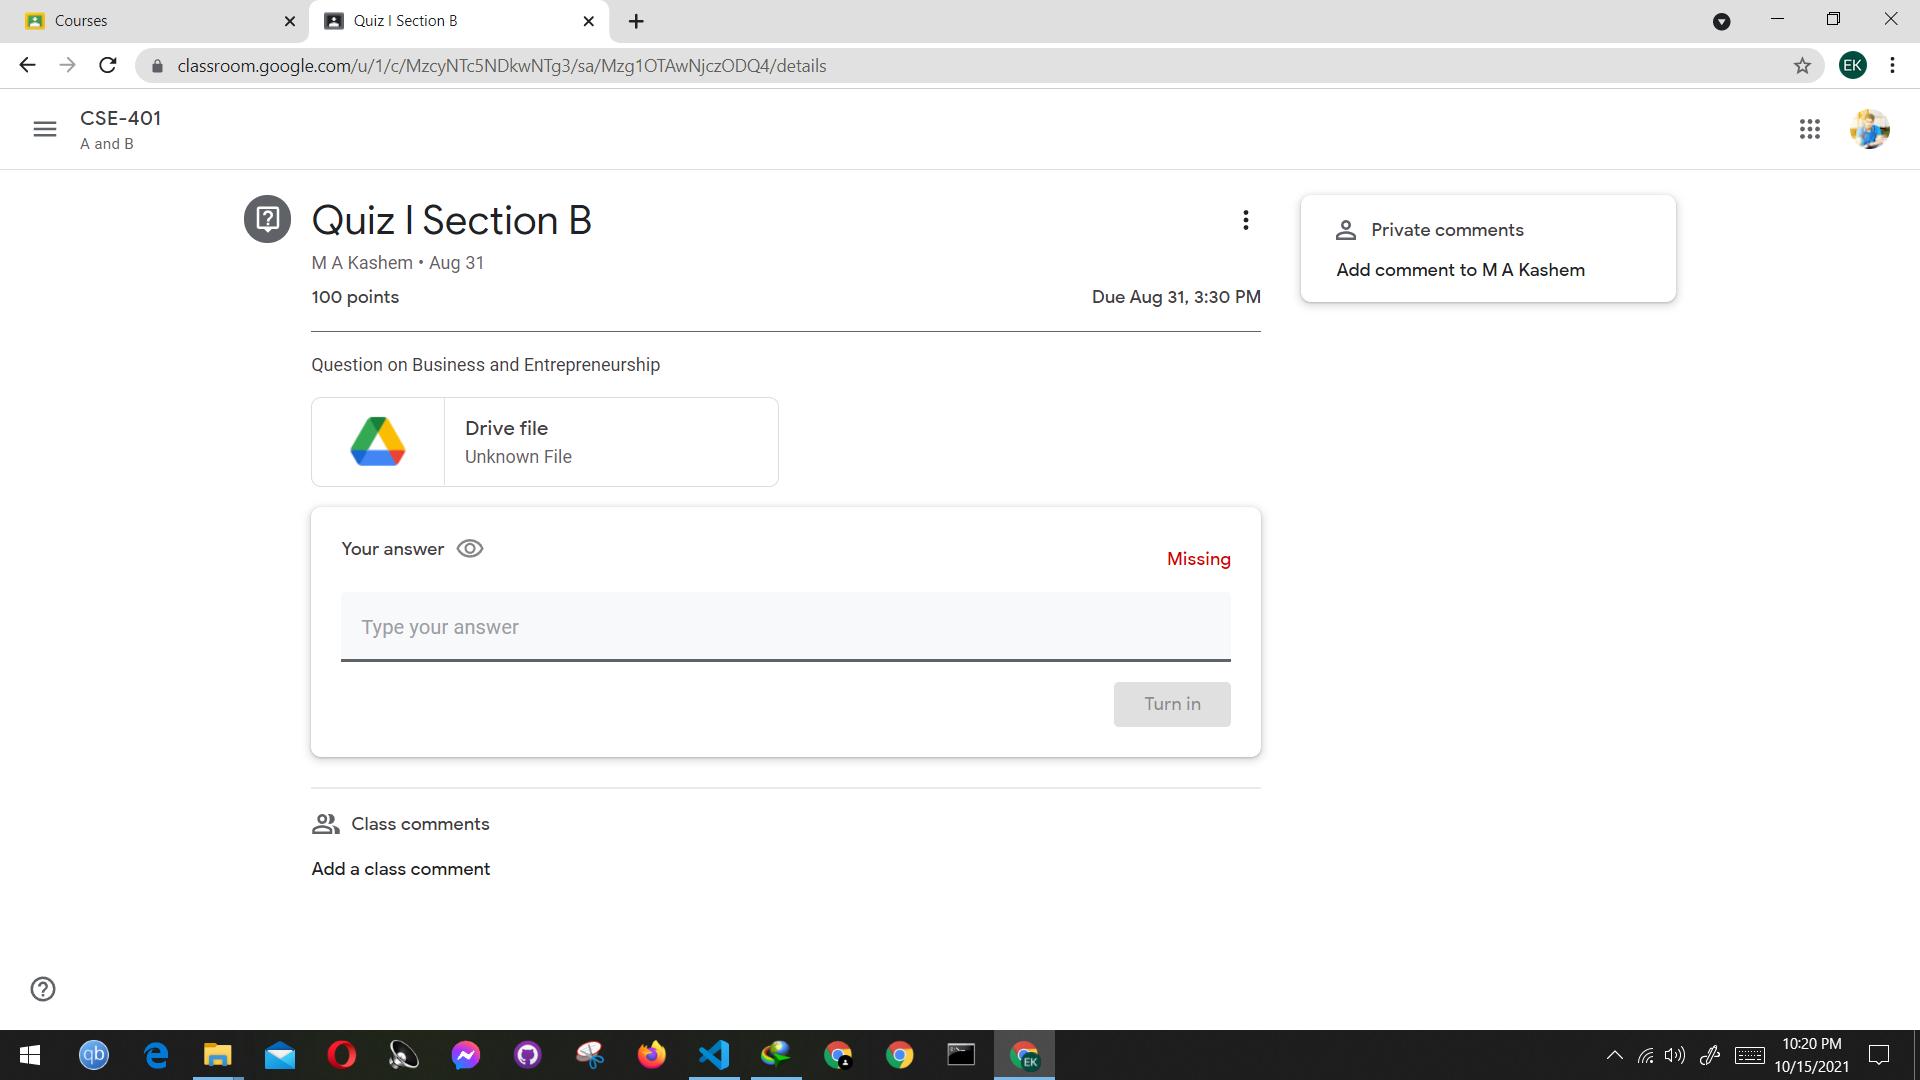 Courses
Quiz I Section B
classroom.google.com/u/1/c/MzcyNTc5NDkwNTg3/sa/Mzg1OTAwNjczODQ4/details
EK
CSE-401
A and B
Quiz I Section B
M A Kashem • Aug 31
100 points
Due Aug 31, 3:30 PM
Question on Business and Entrepreneurship
Drive file
Unknown File
Your answer
Missing
Type your answer
Turn in
Class comments
Add a class comment
Private comments
Add comment to M A Kashem
qb
EK
10:20 PM
10/15/2021